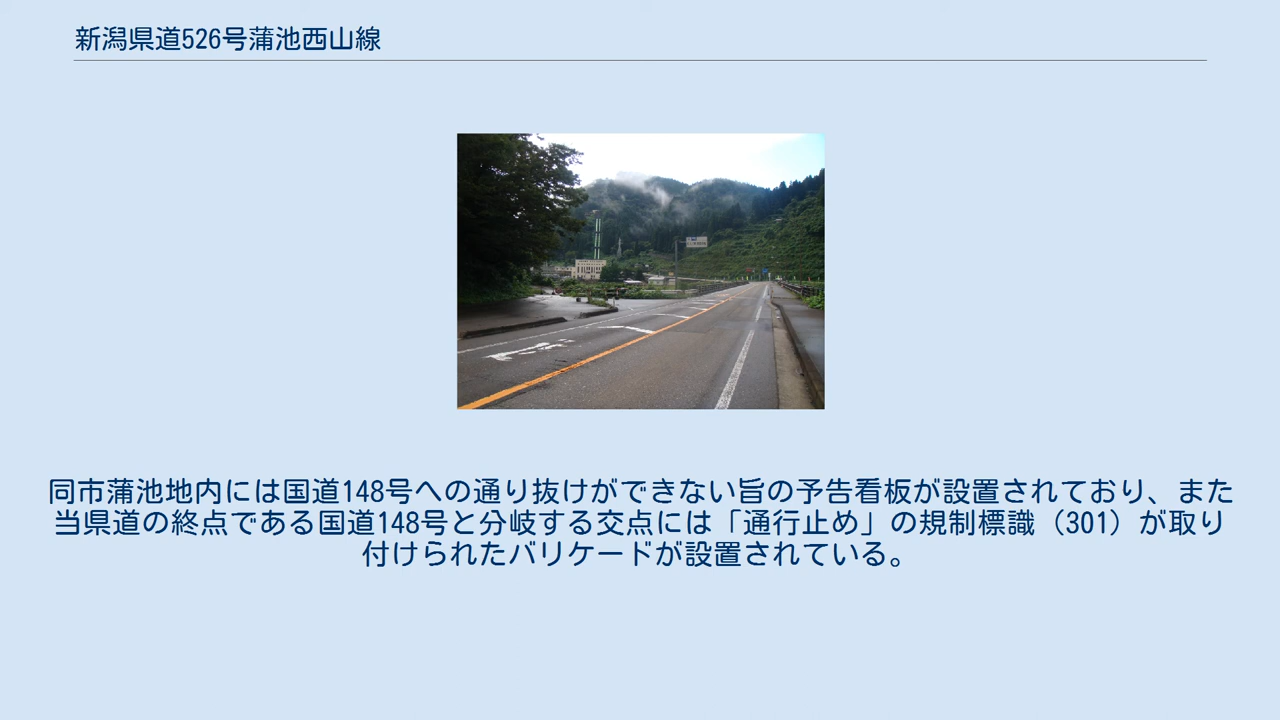 新潟県道526号蒲池西山線
同市蒲池地内には国道148号への通り抜けができない旨の予告看板が設置されており、また
当県道の終点である国道148号と分岐する交点には「通行止め」の規制標識（301）が取り
付けられたバリケードが設置されている。